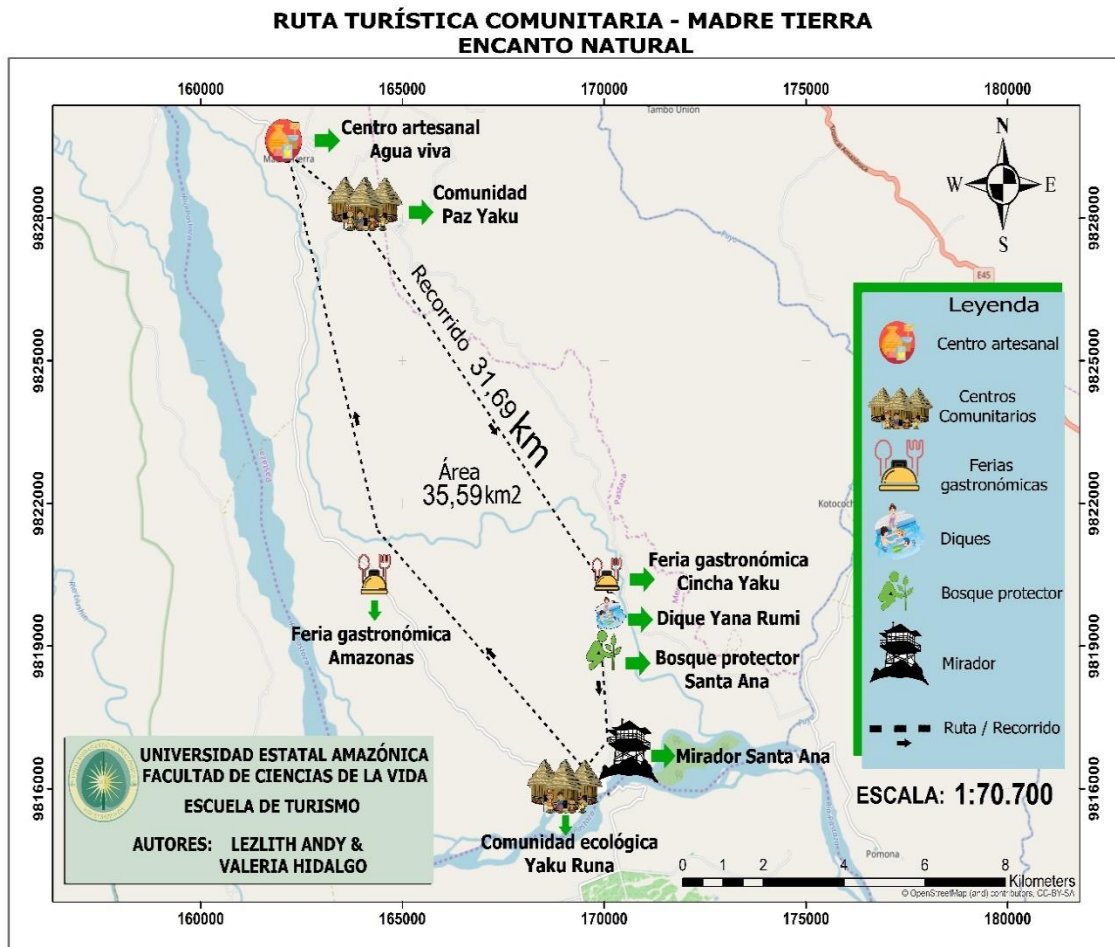 RUTA TURÍSTICA COMUNITARIA - MADRE TIERRA
ENCANTO NATURAL
160000 165000 170000 175000 180000
Tambo Unión
Centro artesanal
Agua viva
Comunidad
Paz Yaku
N
W E
S
9828000
9828000
Puyo
E45
Recorrido 31,69 km
Leyenda
Centro artesanal
Centros
Comunitarios
Ferias
gastronómicas
Diques
Bosque protector
Mirador
Ruta / Recorrido
9825000
9825000
Área
35,59 km2
9822000
9822000
Pastaza
Feria gastronómica
Cincha Yaku
Dique Yana Rumi
Bosque protector
Santa Ana
Feria gastronómica
Amazonas
9819000
9819000
Mirador Santa Ana
9816000
9816000
ESCALA: 1:70.700
UNIVERSIDAD ESTATAL AMAZÓNICA
FACULTAD DE CIENCIAS DE LA VIDA
ESCUELA DE TURISMO
AUTORES: LEZLITH ANDY &
VALERIA HIDALGO
Comunidad ecológica
Yaku Runa
Pomona
0 1 2 4 6 8
Kilometers
© OpenStreetMap (and) contributors, CC-BY-SA
160000 165000 170000 175000 180000